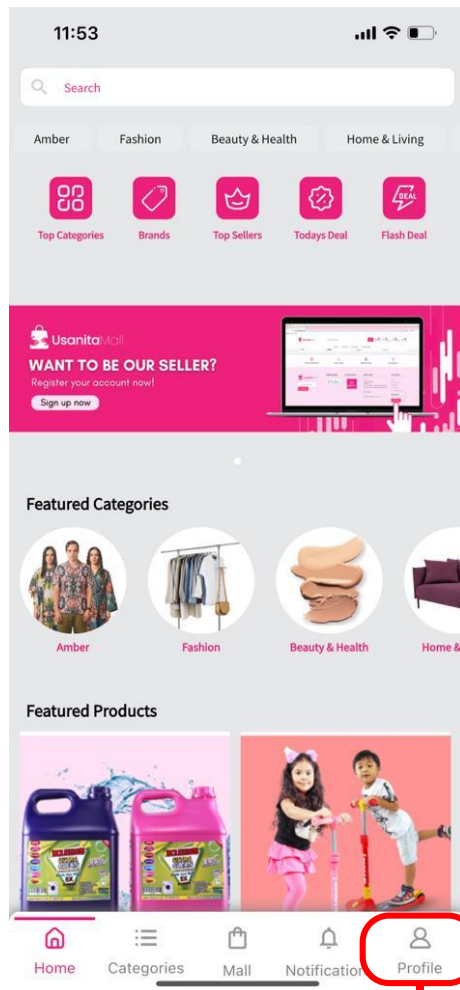 11:53
Search
Amber Fashion Beauty & Health Home & Living
DEAL
Top Categories Brands Top Sellers Todays Deal Flash Deal
UsanitaMall
WANT TO BE OUR SELLER?
Register your account now!
Sign up now
Featured Categories
Amber Fashion Beauty & Health Home &
Featured Products
Home Categories Mall Notification Profile